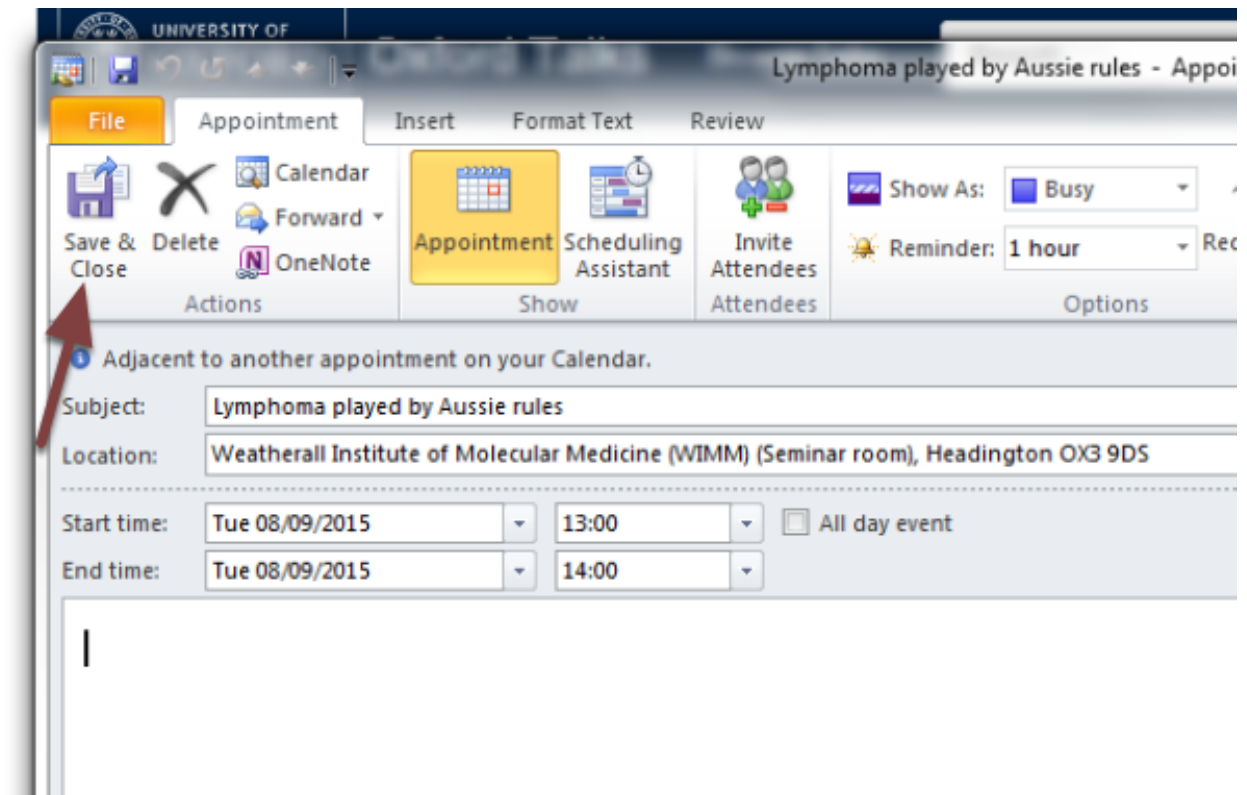 UNIVERSITY OF
Oxford Talks
Lymphoma played by Aussie rules - Appoi
File Appointment Insert Format Text Review
Save & Close Delete Calendar Forward OneNote
Actions
Appointment Scheduling Assistant
Show
Invite Attendees
Attendees
Show As: Busy
Reminder: 1 hour Rec
Options
Adjacent to another appointment on your Calendar.
Subject: Lymphoma played by Aussie rules
Location: Weatherall Institute of Molecular Medicine (WIMM) (Seminar room), Headington OX3 9DS
Start time: Tue 08/09/2015 13:00 All day event
End time: Tue 08/09/2015 14:00